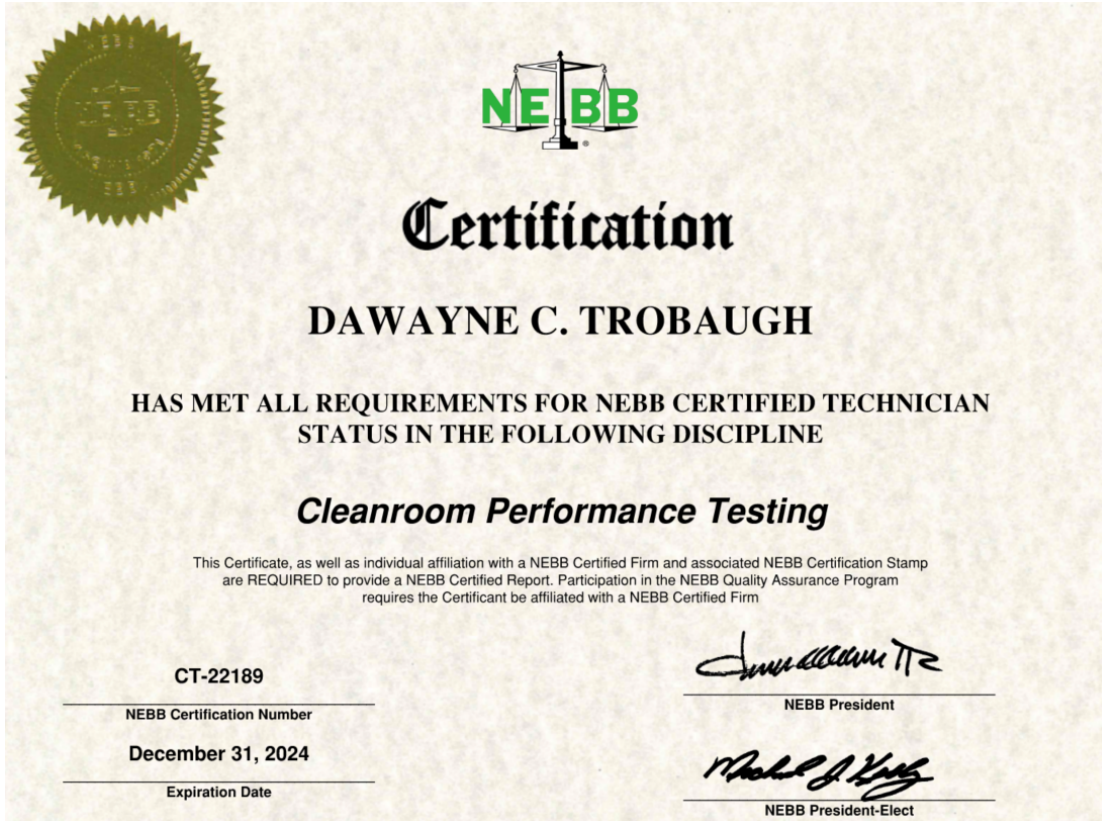 NEBB
NEBB
Certification
DAWAYNE C. TROBAUGH
HAS MET ALL REQUIREMENTS FOR NEBB CERTIFIED TECHNICIAN
STATUS IN THE FOLLOWING DISCIPLINE
Cleanroom Performance Testing
This Certificate, as well as individual affiliation with a NEBB Certified Firm and associated NEBB Certification Stamp
are REQUIRED to provide a NEBB Certified Report. Participation in the NEBB Quality Assurance Program
requires the Certificant be affiliated with a NEBB Certified Firm
CT-22189
NEBB Certification Number
December 31, 2024
Expiration Date
NEBB President
NEBB President-Elect